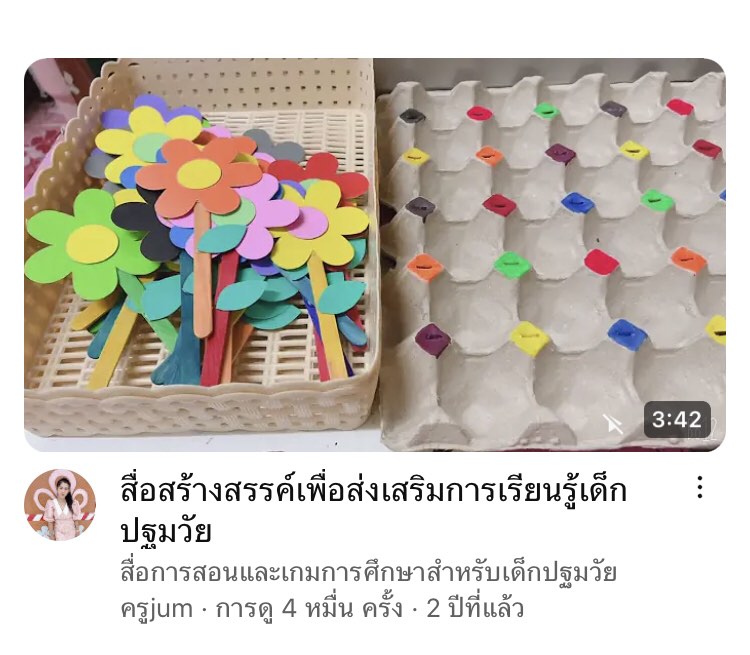 3:42
สื่อสร้างสรรค์เพื่อส่งเสริมการเรียนรู้เด็ก
ปฐมวัย
สื่อการสอนและเกมการศึกษาสำหรับเด็กปฐมวัย
ครูjum · การดู 4 หมื่น ครั้ง · 2 ปีที่แล้ว